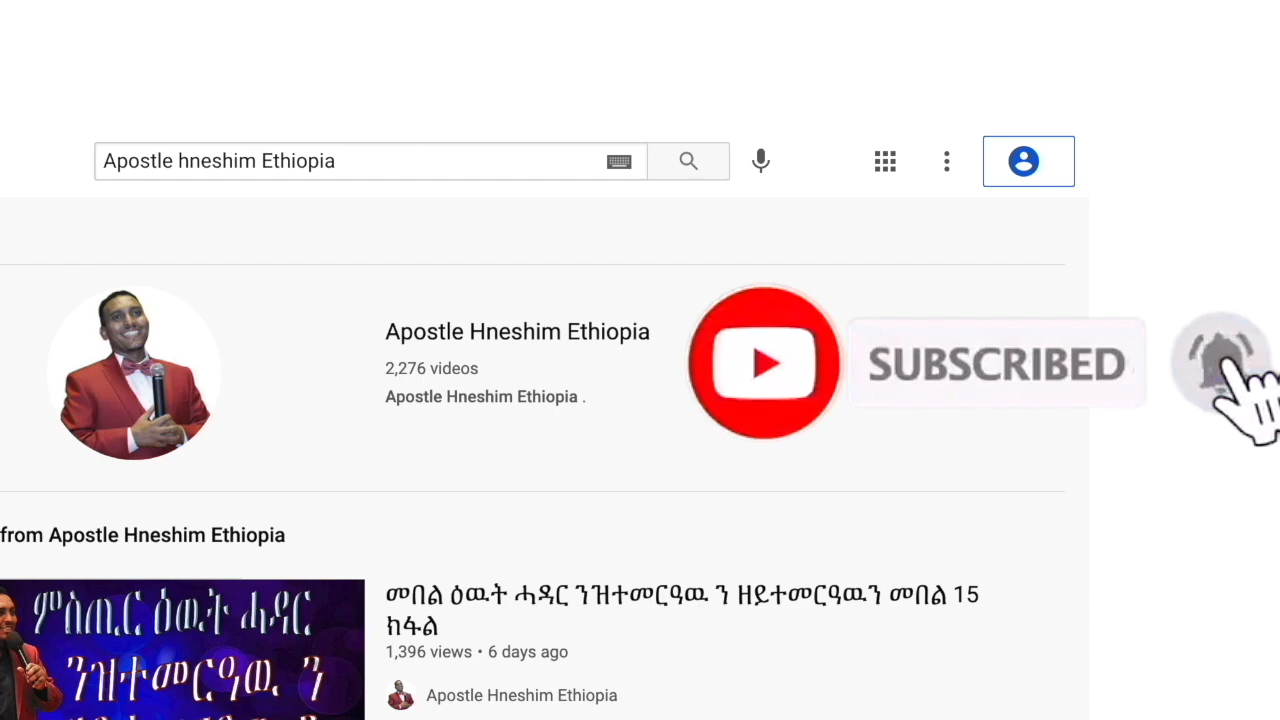 Apostle hneshim Ethiopia
Apostle Hneshim Ethiopia
2,276 videos
Apostle Hneshim Ethiopia .
SUBSCRIBED
from Apostle Hneshim Ethiopia
መበል ዕዉት ሓዳር ንዝተመርዓዉ ን ዘይተመርዓዉን መበል 15
ክፋል
1,396 views • 6 days ago
Apostle Hneshim Ethiopia
ምስጢር ዕዉት ሓዳር
ንዝተመርዓዉ ን